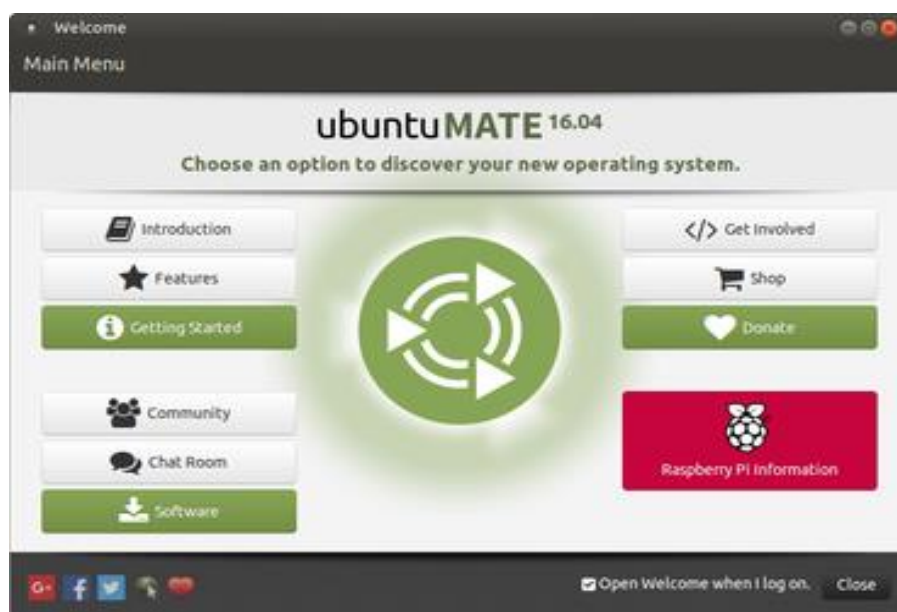 Welcome
Main Menu
ubuntu MATE 16.04
Choose an option to discover your new operating system.
Introduction
Features
Getting Started
Community
Chat Room
Software
Get Involved
Shop
Donate
Raspberry Pi Information
G+
Open Welcome when I log on.
Close